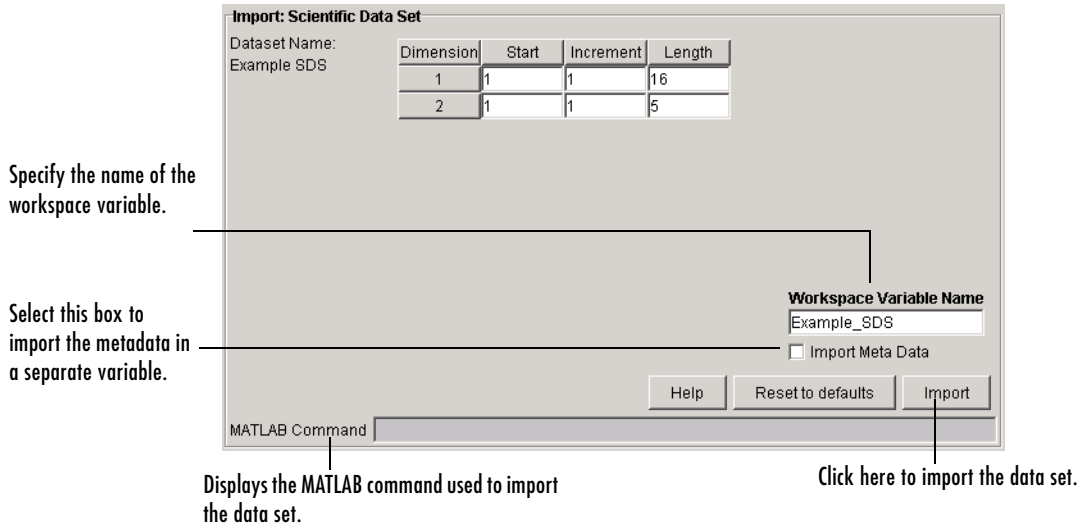 Import: Scientific Data Set
Dataset Name:
Example SDS
Dimension Start Increment Length
1 1 1 16
2 1 1 5
Specify the name of the
workspace variable.
Select this box to
import the metadata in
a separate variable.
Workspace Variable Name
Example_SDS
Import Meta Data
Help Reset to defaults Import
MATLAB Command
Displays the MATLAB command used to import
the data set.
Click here to import the data set.